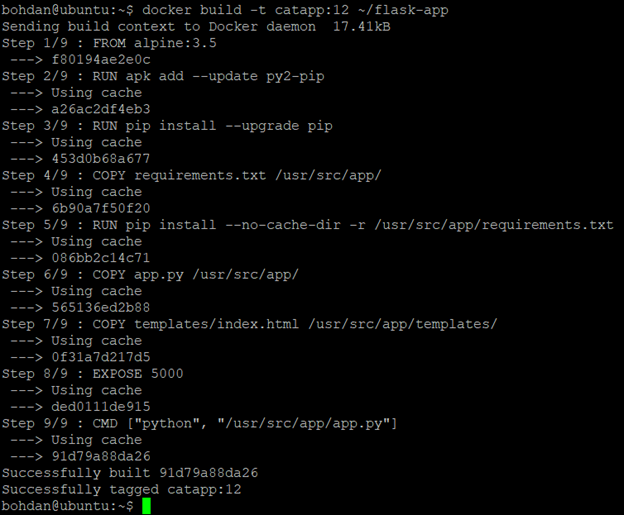 bohdan@ubuntu:~$ docker build -t catapp:12 ~/flask-app
Sending build context to Docker daemon  17.41kB
Step 1/9 : FROM alpine:3.5
 ---> f80194ae2e0c
Step 2/9 : RUN apk add --update py2-pip
 ---> Using cache
 ---> a26ac2df4eb3
Step 3/9 : RUN pip install --upgrade pip
 ---> Using cache
 ---> 453d0b68a677
Step 4/9 : COPY requirements.txt /usr/src/app/
 ---> Using cache
 ---> 6b90a7f50f20
Step 5/9 : RUN pip install --no-cache-dir -r /usr/src/app/requirements.txt
 ---> Using cache
 ---> 086bb2c14c71
Step 6/9 : COPY app.py /usr/src/app/
 ---> Using cache
 ---> 565136ed2b88
Step 7/9 : COPY templates/index.html /usr/src/app/templates/
 ---> Using cache
 ---> 0f31a7d217d5
Step 8/9 : EXPOSE 5000
 ---> Using cache
 ---> ded0111de915
Step 9/9 : CMD ["python", "/usr/src/app/app.py"]
 ---> Using cache
 ---> 91d79a88da26
Successfully built 91d79a88da26
Successfully tagged catapp:12
bohdan@ubuntu:~$